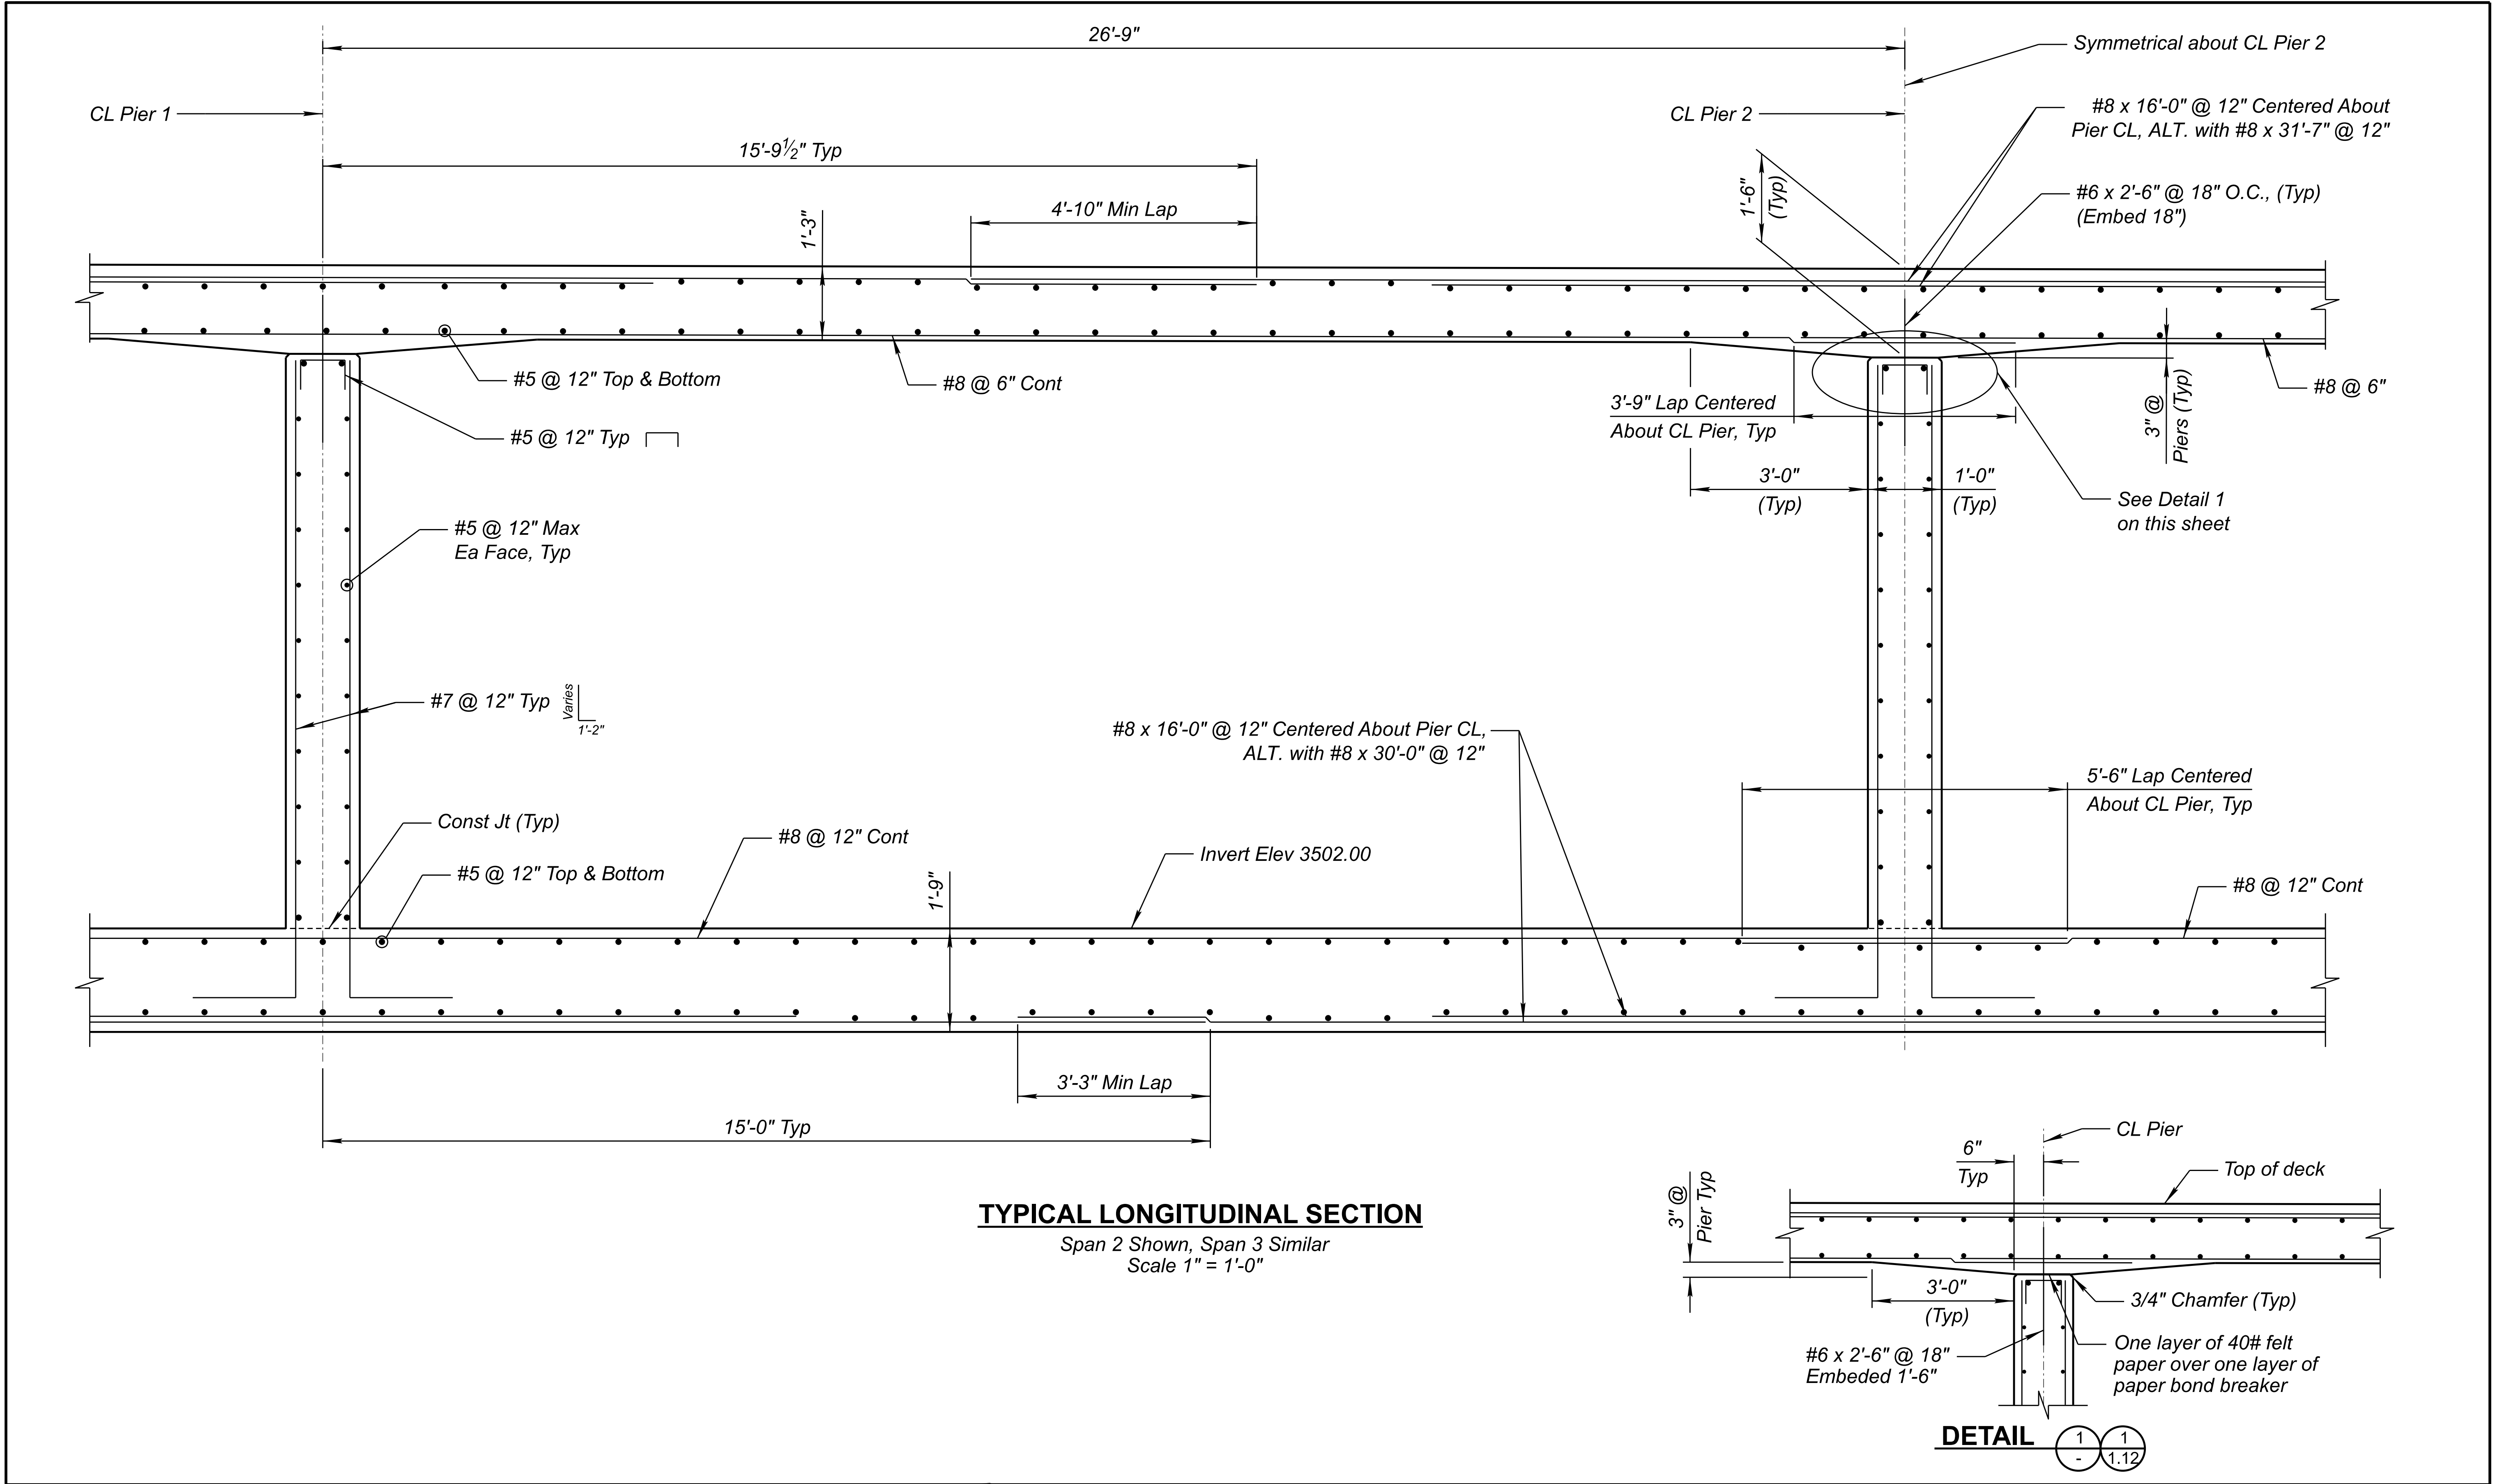 26'-9"
Symmetrical about CL Pier 2
CL Pier 1
CL Pier 2
#8 x 16'-0" @ 12" Centered About
Pier CL, ALT. with #8 x 31'-7" @ 12"
15'-9½" Typ
1'-6"
(Typ)
#6 x 2'-6" @ 18" O.C., (Typ)
(Embed 18")
4'-10" Min Lap
1'-3"
#5 @ 12" Top & Bottom
#8 @ 6" Cont
#8 @ 6"
3'-9" Lap Centered
About CL Pier, Typ
3" @
Piers (Typ)
#5 @ 12" Typ
3'-0"
(Typ)
1'-0"
(Typ)
See Detail 1
on this sheet
#5 @ 12" Max
Ea Face, Typ
#7 @ 12" Typ
Varies
1'-2"
#8 x 16'-0" @ 12" Centered About Pier CL,
ALT. with #8 x 30'-0" @ 12"
5'-6" Lap Centered
About CL Pier, Typ
Const Jt (Typ)
#8 @ 12" Cont
Invert Elev 3502.00
#5 @ 12" Top & Bottom
1'-9"
#8 @ 12" Cont
3'-3" Min Lap
15'-0" Typ
TYPICAL LONGITUDINAL SECTION
Span 2 Shown, Span 3 Similar
Scale 1" = 1'-0"
CL Pier
6"
Typ
Top of deck
3" @
Pier Typ
3'-0"
(Typ)
3/4" Chamfer (Typ)
#6 x 2'-6" @ 18"
Embeded 1'-6"
One layer of 40# felt
paper over one layer of
paper bond breaker
DETAIL
1
-
1
1.12